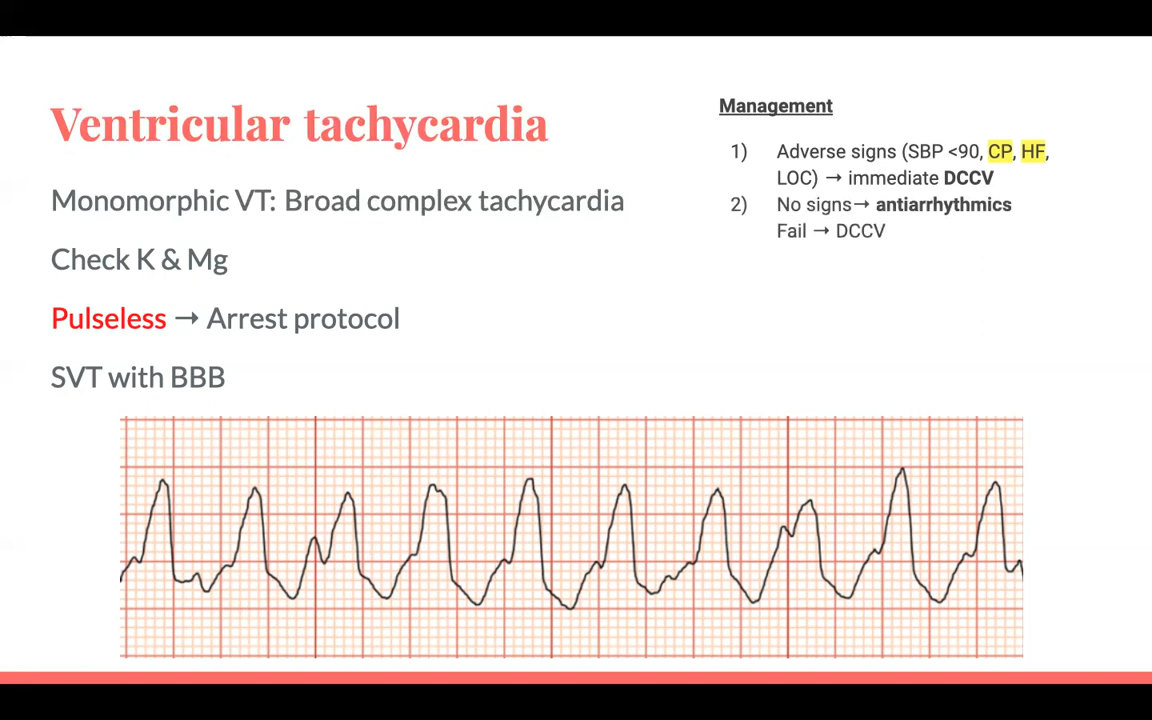 Ventricular tachycardia
Monomorphic VT: Broad complex tachycardia
Check K & Mg
Pulseless → Arrest protocol
SVT with BBB
Management
1) Adverse signs (SBP <90, CP, HF,
LOC) → immediate DCCV
2) No signs→ antiarrhythmics
Fail → DCCV